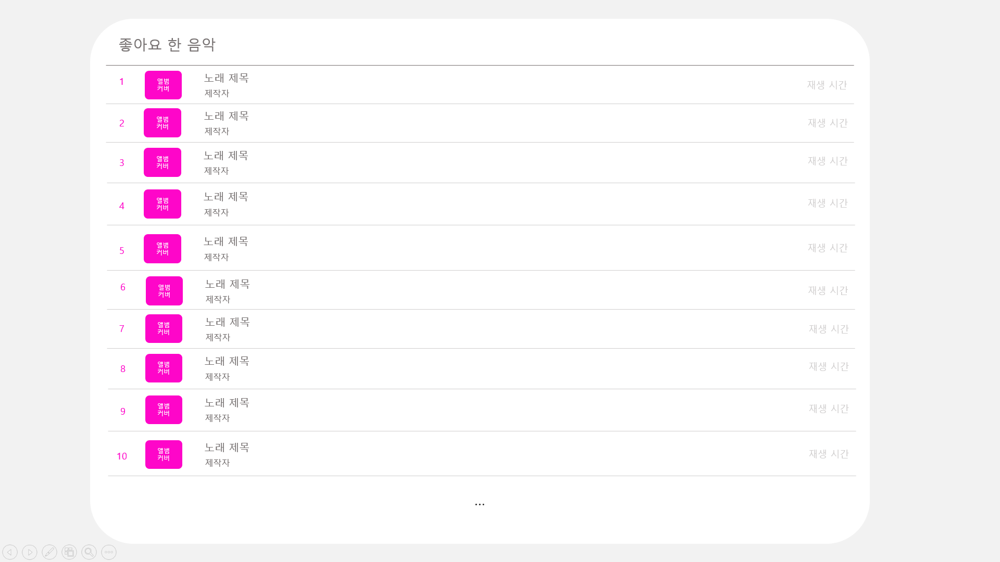 좋아요 한 음악
1
앨범
커버
노래 제목
제작자
재생 시간
2
앨범
커버
노래 제목
제작자
재생 시간
3
앨범
커버
노래 제목
제작자
재생 시간
4
앨범
커버
노래 제목
제작자
재생 시간
5
앨범
커버
노래 제목
제작자
재생 시간
6
앨범
커버
노래 제목
제작자
재생 시간
7
앨범
커버
노래 제목
제작자
재생 시간
8
앨범
커버
노래 제목
제작자
재생 시간
9
앨범
커버
노래 제목
제작자
재생 시간
10
앨범
커버
노래 제목
제작자
재생 시간
...